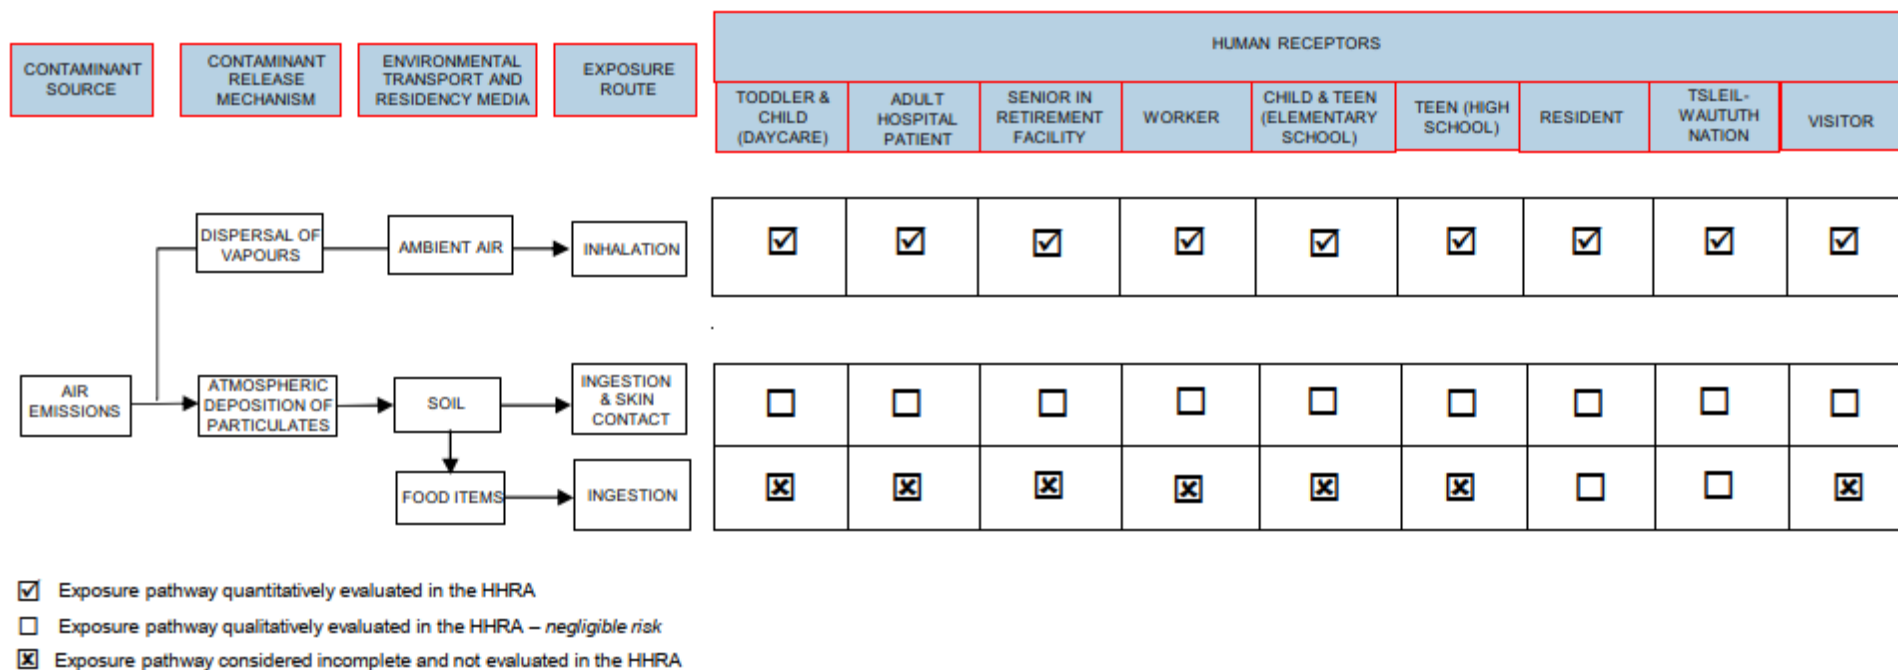 CONTAMINANT
SOURCE
CONTAMINANT
RELEASE
MECHANISM
ENVIRONMENTAL
TRANSPORT AND
RESIDENCY MEDIA
EXPOSURE
ROUTE
HUMAN RECEPTORS
TODDLER &
CHILD
(DAYCARE)
ADULT
HOSPITAL
PATIENT
SENIOR IN
RETIREMENT
FACILITY
WORKER
CHILD & TEEN
(ELEMENTARY
SCHOOL)
TEEN (HIGH
SCHOOL)
RESIDENT
TSLEIL-
WAUTUTH
NATION
VISITOR
DISPERSAL OF
VAPOURS
AMBIENT AIR
INHALATION
☑ ☑ ☑ ☑ ☑ ☑ ☑ ☑ ☑
AIR
EMISSIONS
ATMOSPHERIC
DEPOSITION OF
PARTICULATES
SOIL
INGESTION
& SKIN
CONTACT
☐ ☐ ☐ ☐ ☐ ☐ ☐ ☐ ☐
FOOD ITEMS
INGESTION
☒ ☒ ☒ ☒ ☒ ☒ ☐ ☐ ☒
☑ Exposure pathway quantitatively evaluated in the HHRA
☐ Exposure pathway qualitatively evaluated in the HHRA – negligible risk
☒ Exposure pathway considered incomplete and not evaluated in the HHRA